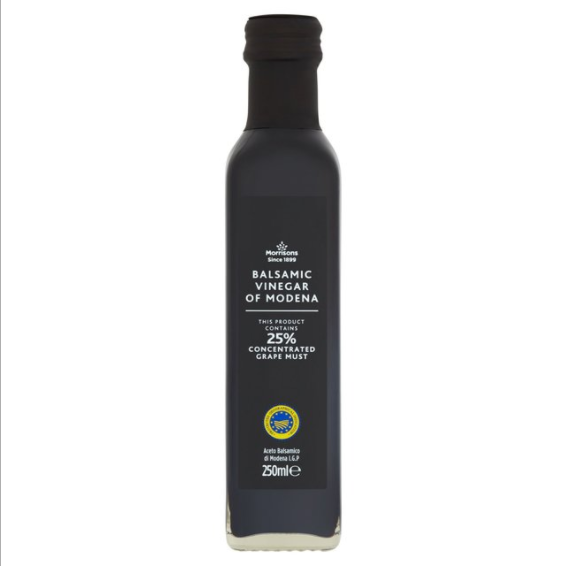 Morrisons
Since 1899
BALSAMIC
VINEGAR
OF MODENA
THIS PRODUCT
CONTAINS
25%
CONCENTRATED
GRAPE MUST
Aceto Balsamico
di Modena I.G.P
250ml℮